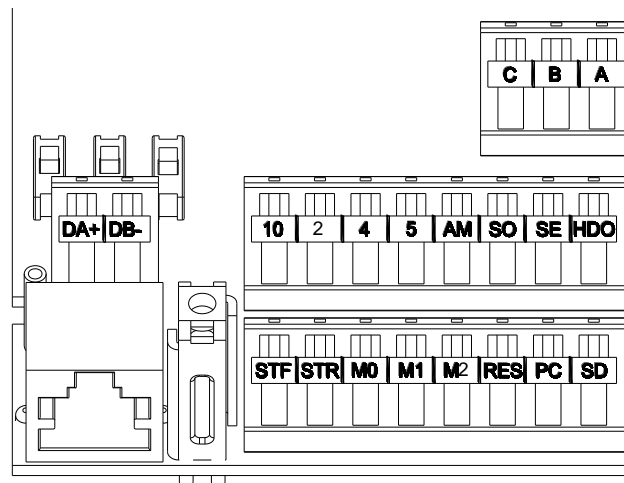 C B A
DA+ DB-
10 2 4 5 AM SO SE HDO
STF STR M0 M1 M2 RES PC SD